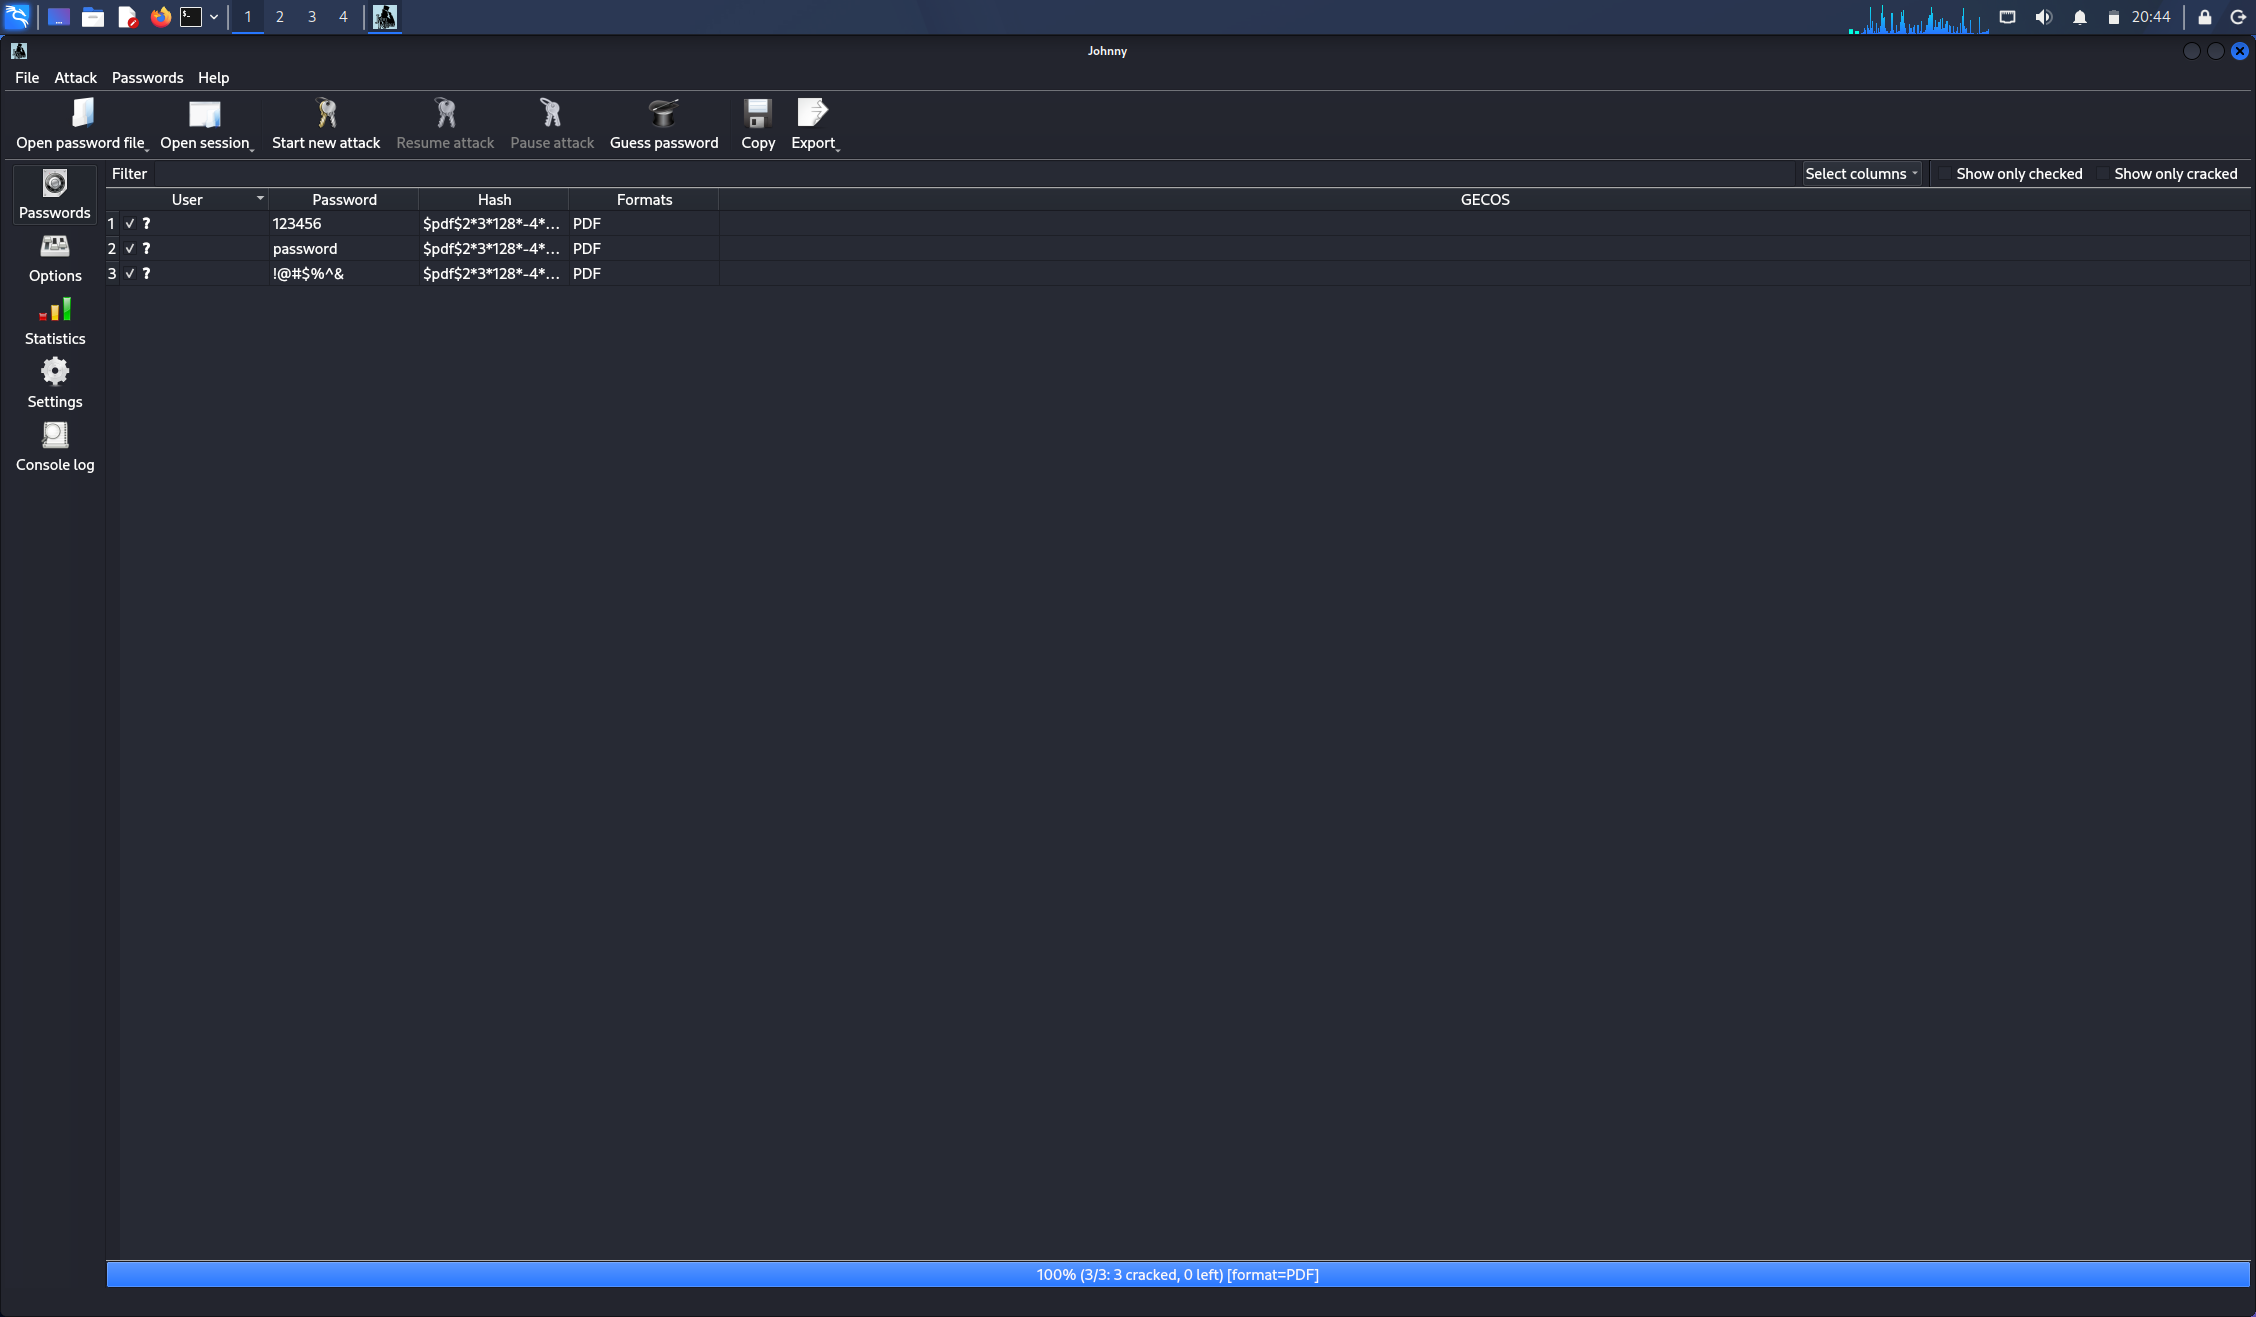 1 2 3 4 20:44
Johnny
File Attack Passwords Help
Open password file Open session Start new attack Resume attack Pause attack Guess password Copy Export
Passwords
Options
Statistics
Settings
Console log
Filter Select columns Show only checked Show only cracked
User Password Hash Formats GECOS
1 ? 123456 $pdf$2*3*128*-4*... PDF
2 ? password $pdf$2*3*128*-4*... PDF
3 ? !@#$%^& $pdf$2*3*128*-4*... PDF
100% (3/3: 3 cracked, 0 left) [format=PDF]